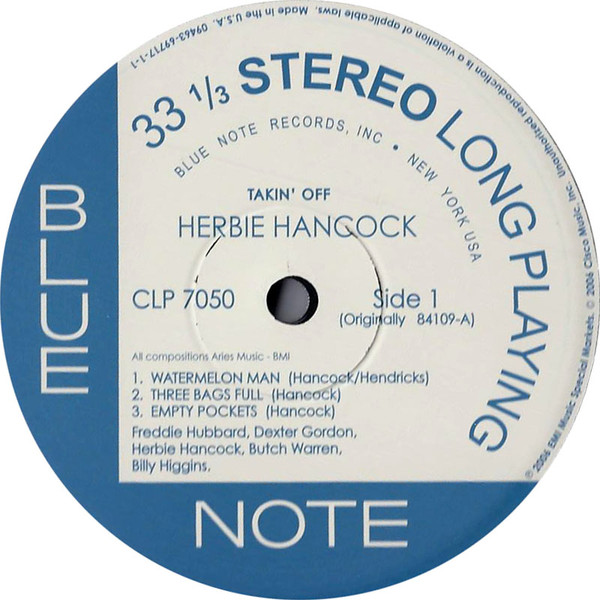 Unauthorized reproduction is a violation of applicable laws. Made in the U.S.A. 09463-69717-1-1
33 1/3 STEREO LONG PLAYING
BLUE NOTE RECORDS, INC • NEW YORK USA
TAKIN' OFF
HERBIE HANCOCK
CLP 7050
Side 1
(Originally 84109-A)
All compositions Aries Music - BMI
1. WATERMELON MAN (Hancock/Hendricks)
2. THREE BAGS FULL (Hancock)
3. EMPTY POCKETS (Hancock)
Freddie Hubbard, Dexter Gordon,
Herbie Hancock, Butch Warren,
Billy Higgins,
BLUE
NOTE
℗ 2006 EMI Music Special Markets. © 2006 Cisco Music, Inc.